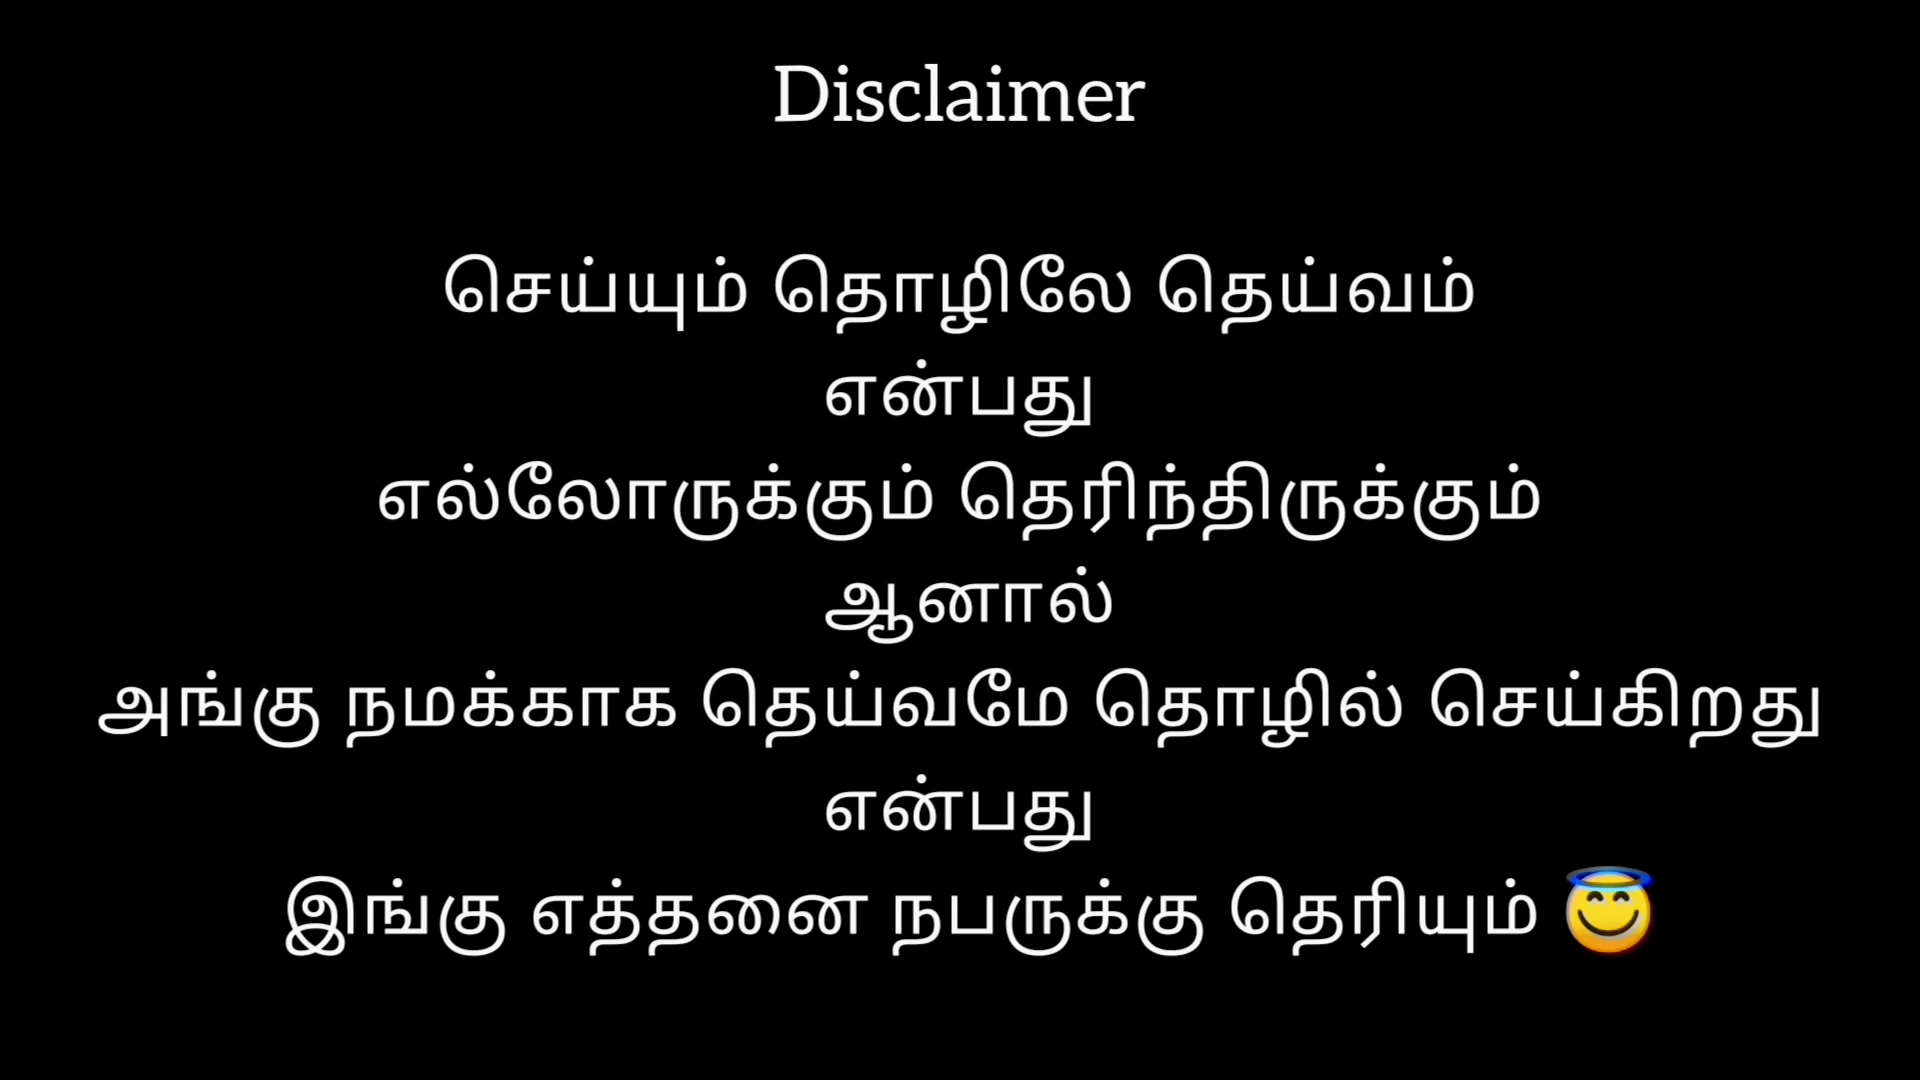 Disclaimer
செய்யும் தொழிலே தெய்வம்
என்பது
எல்லோருக்கும் தெரிந்திருக்கும்
ஆனால்
அங்கு நமக்காக தெய்வமே தொழில் செய்கிறது
என்பது
இங்கு எத்தனை நபருக்கு தெரியும் 😇